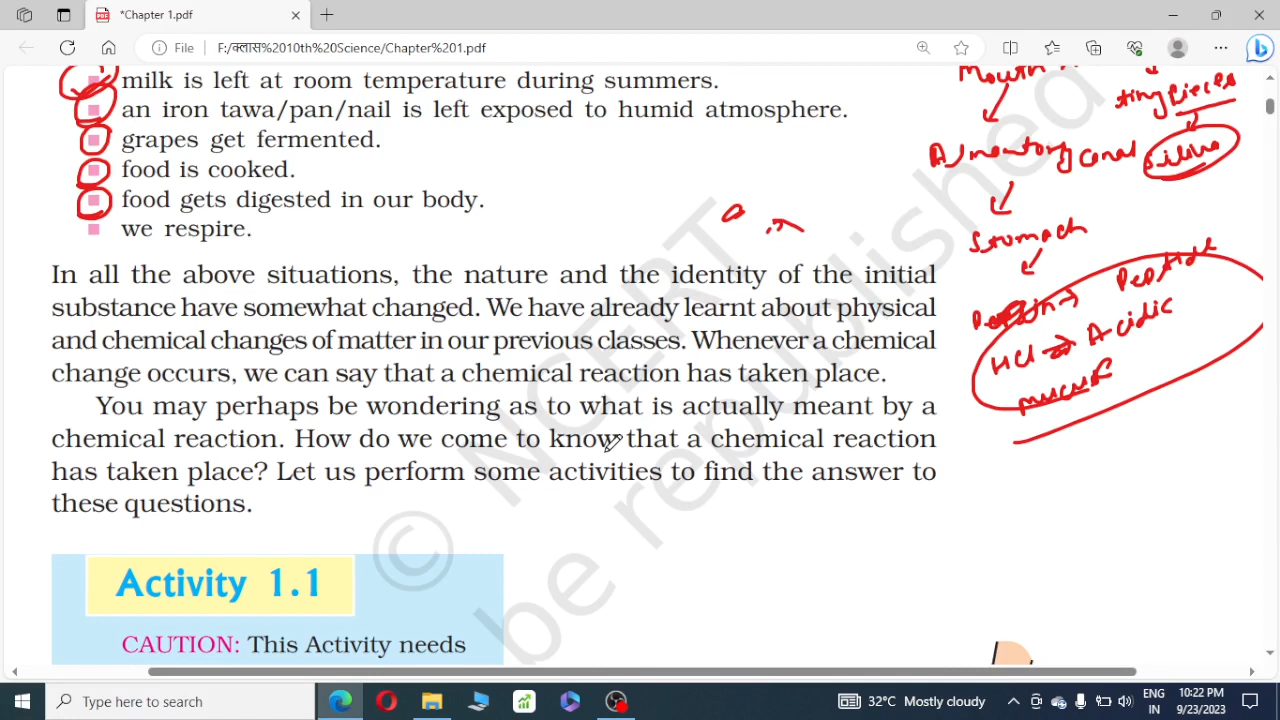 *Chapter 1.pdf
File
F:/क्लास%2010th%20Science/Chapter%201.pdf
milk is left at room temperature during summers.
an iron tawa/pan/nail is left exposed to humid atmosphere.
grapes get fermented.
food is cooked.
food gets digested in our body.
we respire.
In all the above situations, the nature and the identity of the initial
substance have somewhat changed. We have already learnt about physical
and chemical changes of matter in our previous classes. Whenever a chemical
change occurs, we can say that a chemical reaction has taken place.
You may perhaps be wondering as to what is actually meant by a
chemical reaction. How do we come to know that a chemical reaction
has taken place? Let us perform some activities to find the answer to
these questions.
Activity 1.1
CAUTION: This Activity needs
© NCERT
be republished
Mouth
tiny Pieces
canal
Stomach
Peptide
HCl → Acidic
mucus
Type here to search
32°C Mostly cloudy
ENG
IN
10:22 PM
9/23/2023